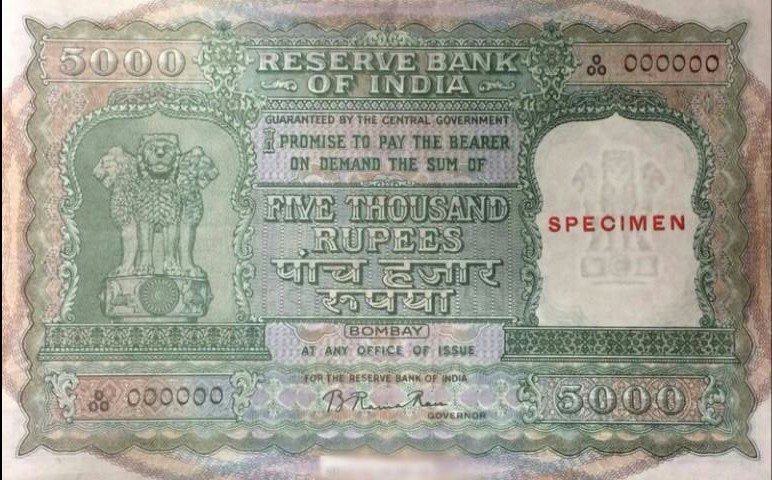 5000
RESERVE BANK
OF INDIA
000000
GUARANTEED BY THE CENTRAL GOVERNMENT
I PROMISE TO PAY THE BEARER
ON DEMAND THE SUM OF
FIVE THOUSAND
RUPEES
पांच हज़ार
रुपया
SPECIMEN
BOMBAY
AT ANY OFFICE OF ISSUE
FOR THE RESERVE BANK OF INDIA
000000
B Rama Rau
GOVERNOR
5000